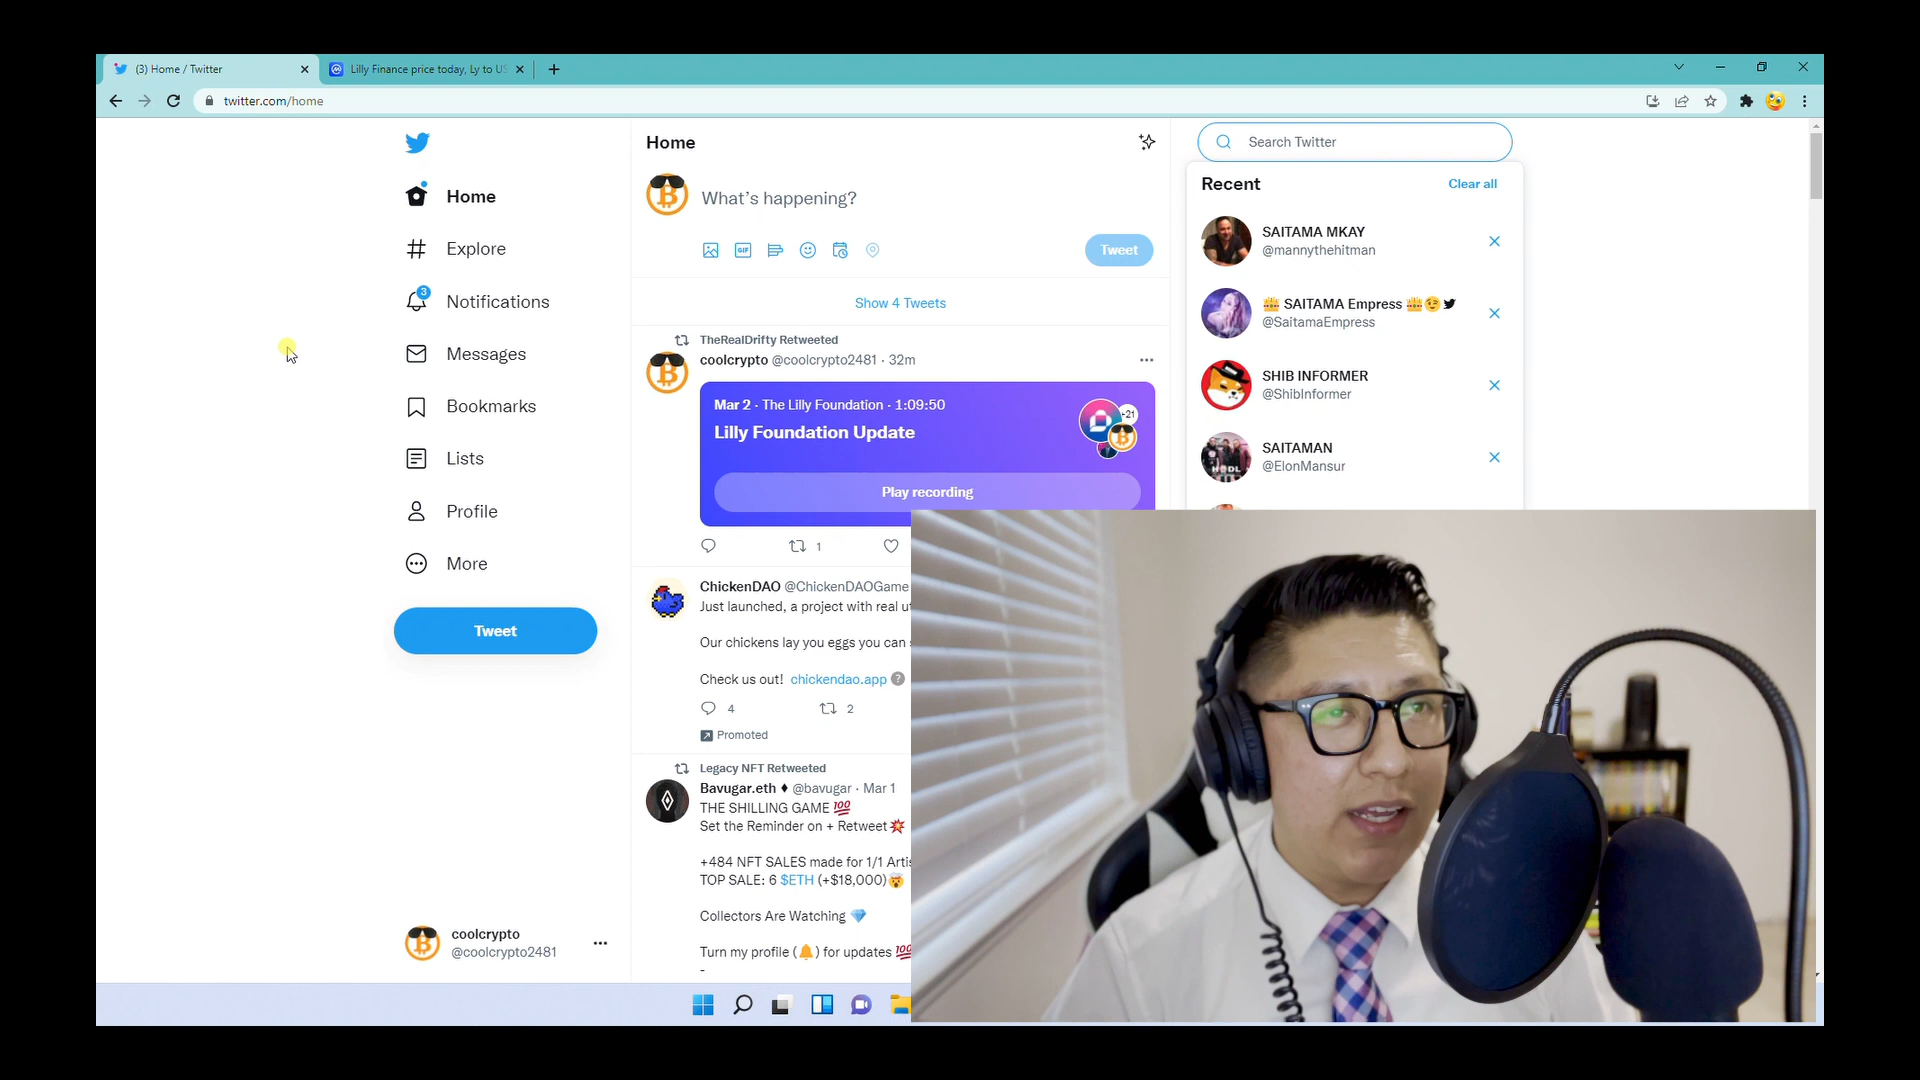 (3) Home / Twitter
Lilly Finance price today, Ly to US
twitter.com/home
Home
Explore
3
Notifications
Messages
Bookmarks
Lists
Profile
More
Tweet
coolcrypto
@coolcrypto2481
Home
What's happening?
GIF
Tweet
Show 4 Tweets
TheRealDrifty Retweeted
coolcrypto @coolcrypto2481 · 32m
Mar 2 · The Lilly Foundation · 1:09:50
+21
Lilly Foundation Update
Play recording
1
ChickenDAO @ChickenDAOGame
Just launched, a project with real
Our chickens lay you eggs you can
Check us out! chickendao.app
4 2
Promoted
Legacy NFT Retweeted
Bavugar.eth ♦ @bavugar · Mar 1
THE SHILLING GAME 💯
Set the Reminder on + Retweet💥
+484 NFT SALES made for 1/1
TOP SALE: 6 $ETH (+$18,000)🤯
Collectors Are Watching 💎
Turn my profile (🔔) for updates 💯
-
Search Twitter
Recent
Clear all
SAITAMA MKAY
@mannythehitman
👑 SAITAMA Empress 👑😉
@SaitamaEmpress
SHIB INFORMER
@ShibInformer
SAITAMAN
@ElonMansur
HODL